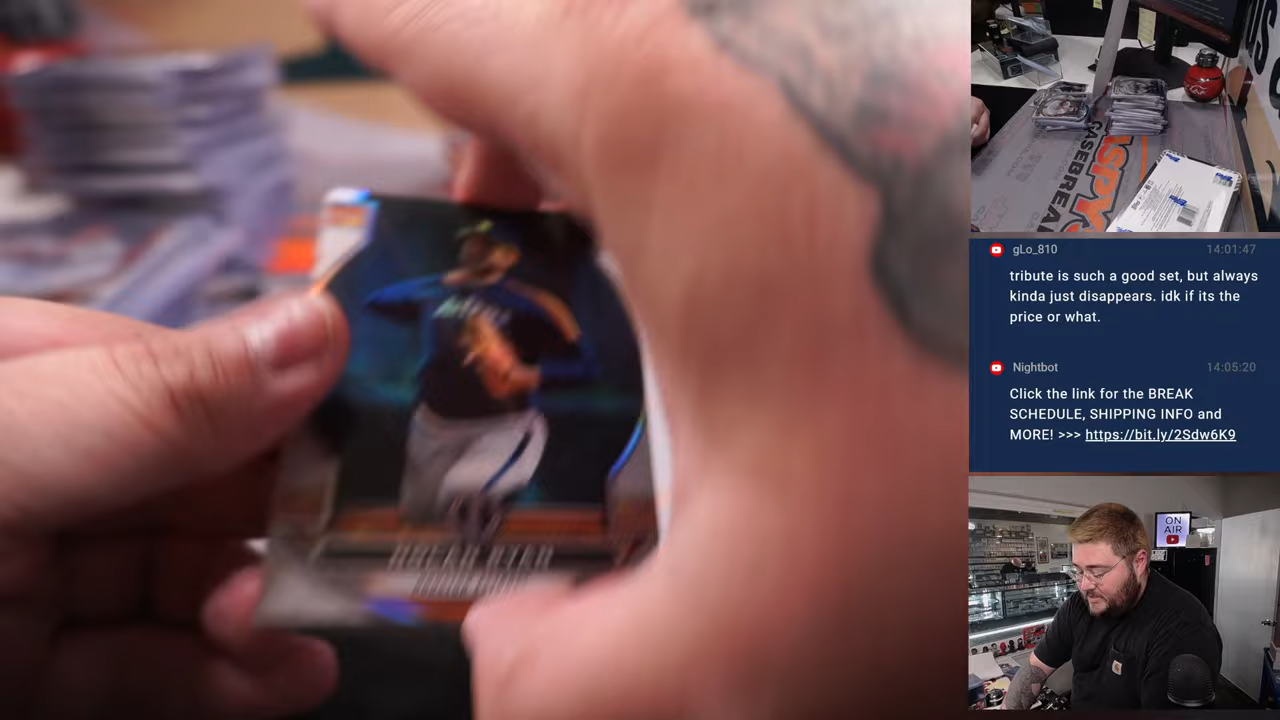 gLo_810 14:01:47
tribute is such a good set, but always
kinda just disappears. idk if its the
price or what.
Nightbot 14:05:20
Click the link for the BREAK
SCHEDULE, SHIPPING INFO and
MORE! >>> https://bit.ly/2Sdw6K9
ON
AIR